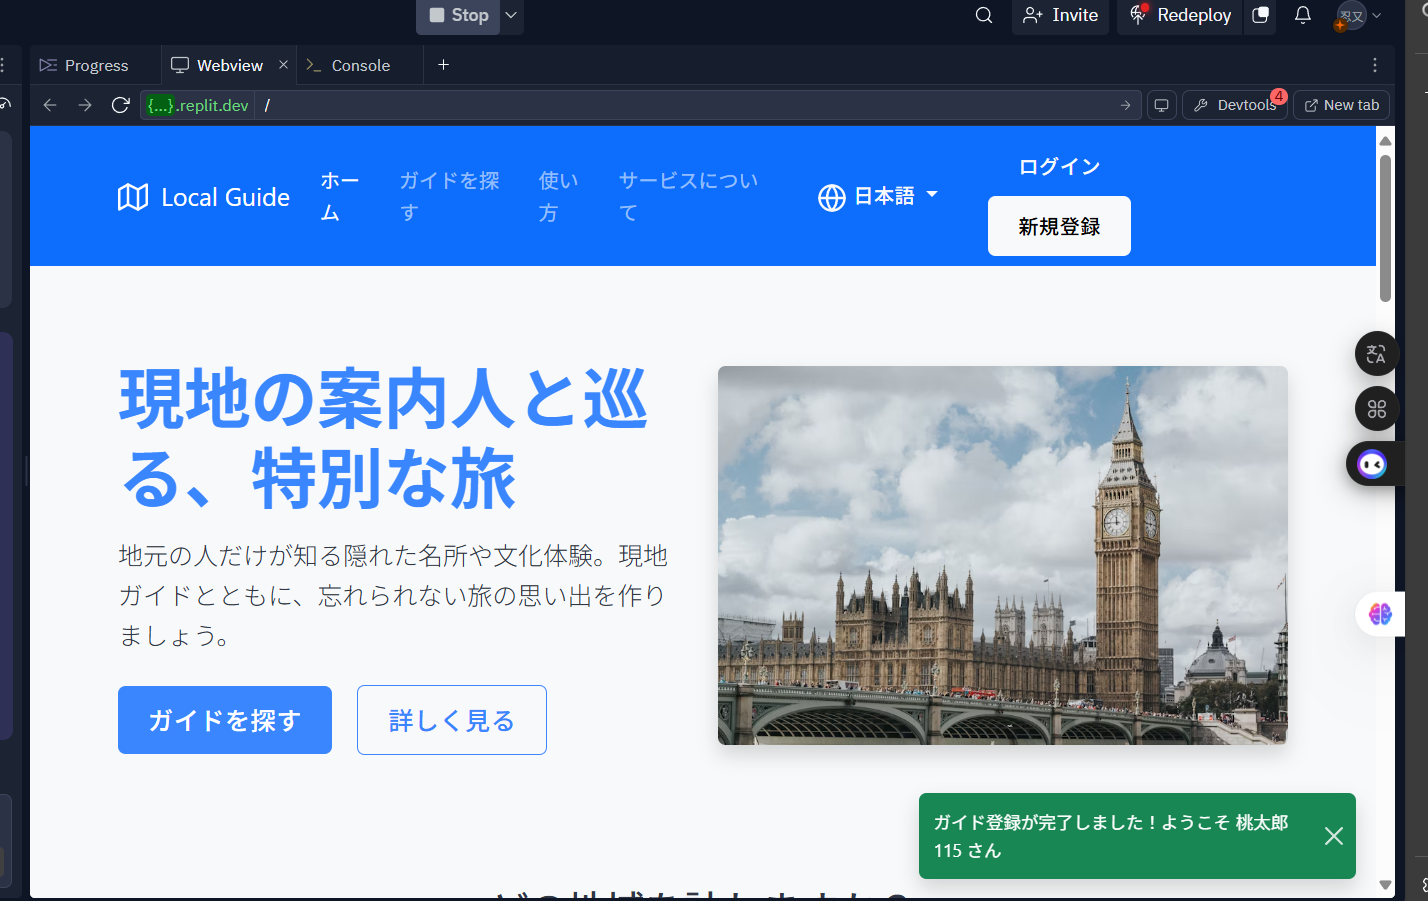 Stop
Invite
Redeploy
忍又
Progress
Webview
Console
{...}.replit.dev
/
Devtools
4
New tab
Local Guide
ホー
ム
ガイドを探
す
使い
方
サービスについ
て
日本語
ログイン
新規登録
現地の案内人と巡
る、特別な旅
地元の人だけが知る隠れた名所や文化体験。現地
ガイドとともに、忘れられない旅の思い出を作り
ましょう。
ガイドを探す
詳しく見る
ガイド登録が完了しました！ようこそ 桃太郎
115 さん